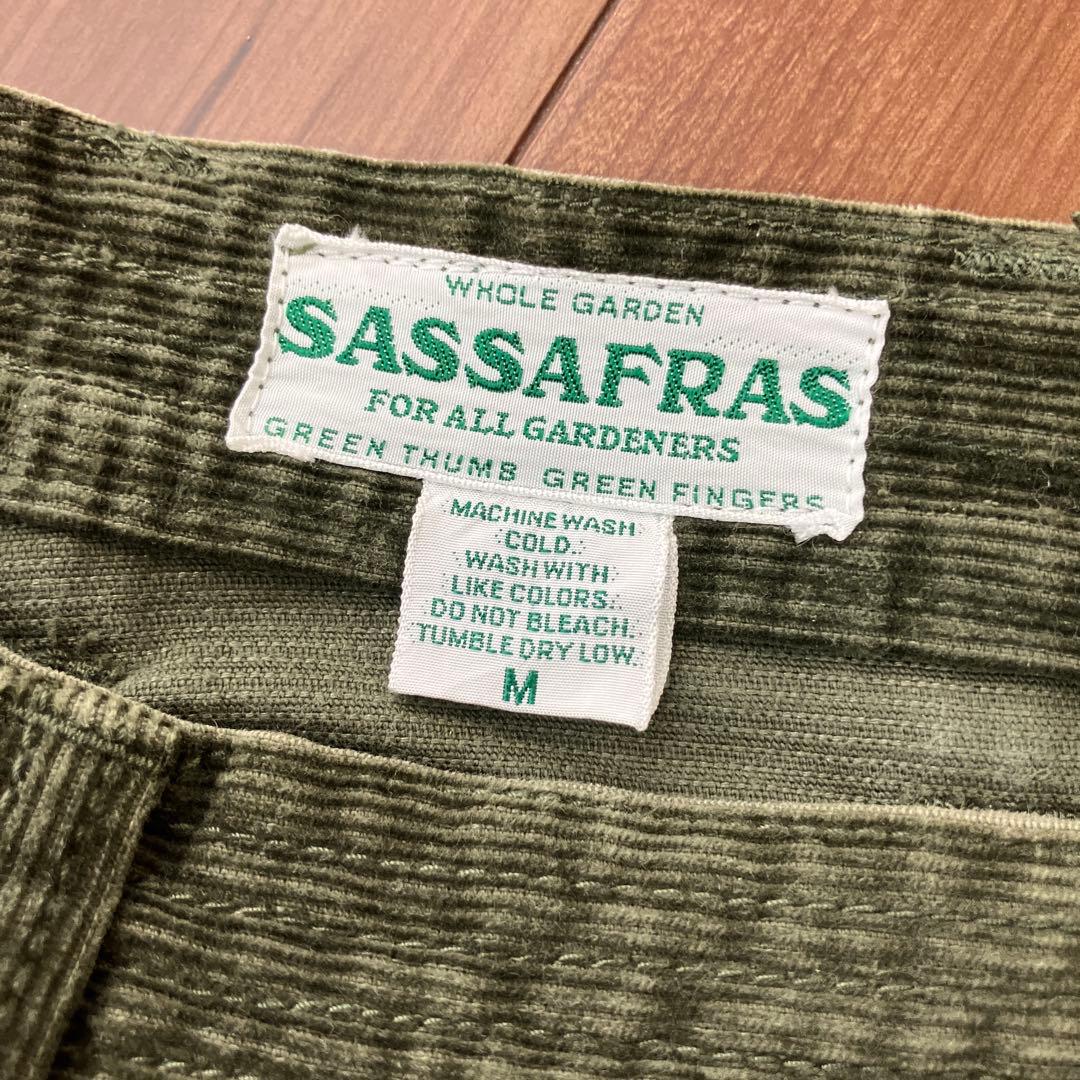 WHOLE GARDEN
SASSAFRAS
FOR ALL GARDENERS
GREEN THUMB GREEN FINGERS
MACHINE WASH
COLD.
WASH WITH
LIKE COLORS.
DO NOT BLEACH.
TUMBLE DRY LOW.
M